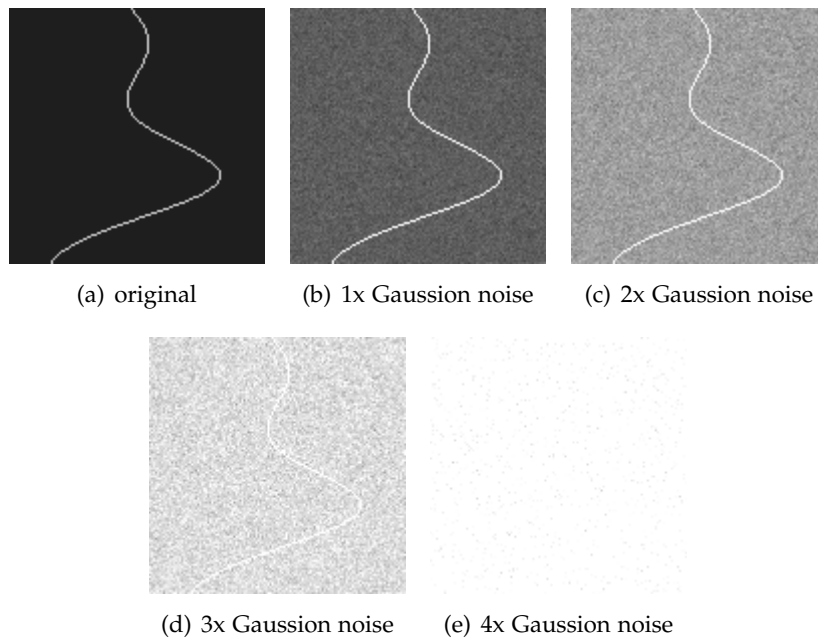 (a) original
(b) 1x Gaussion noise
(c) 2x Gaussion noise
(d) 3x Gaussion noise
(e) 4x Gaussion noise